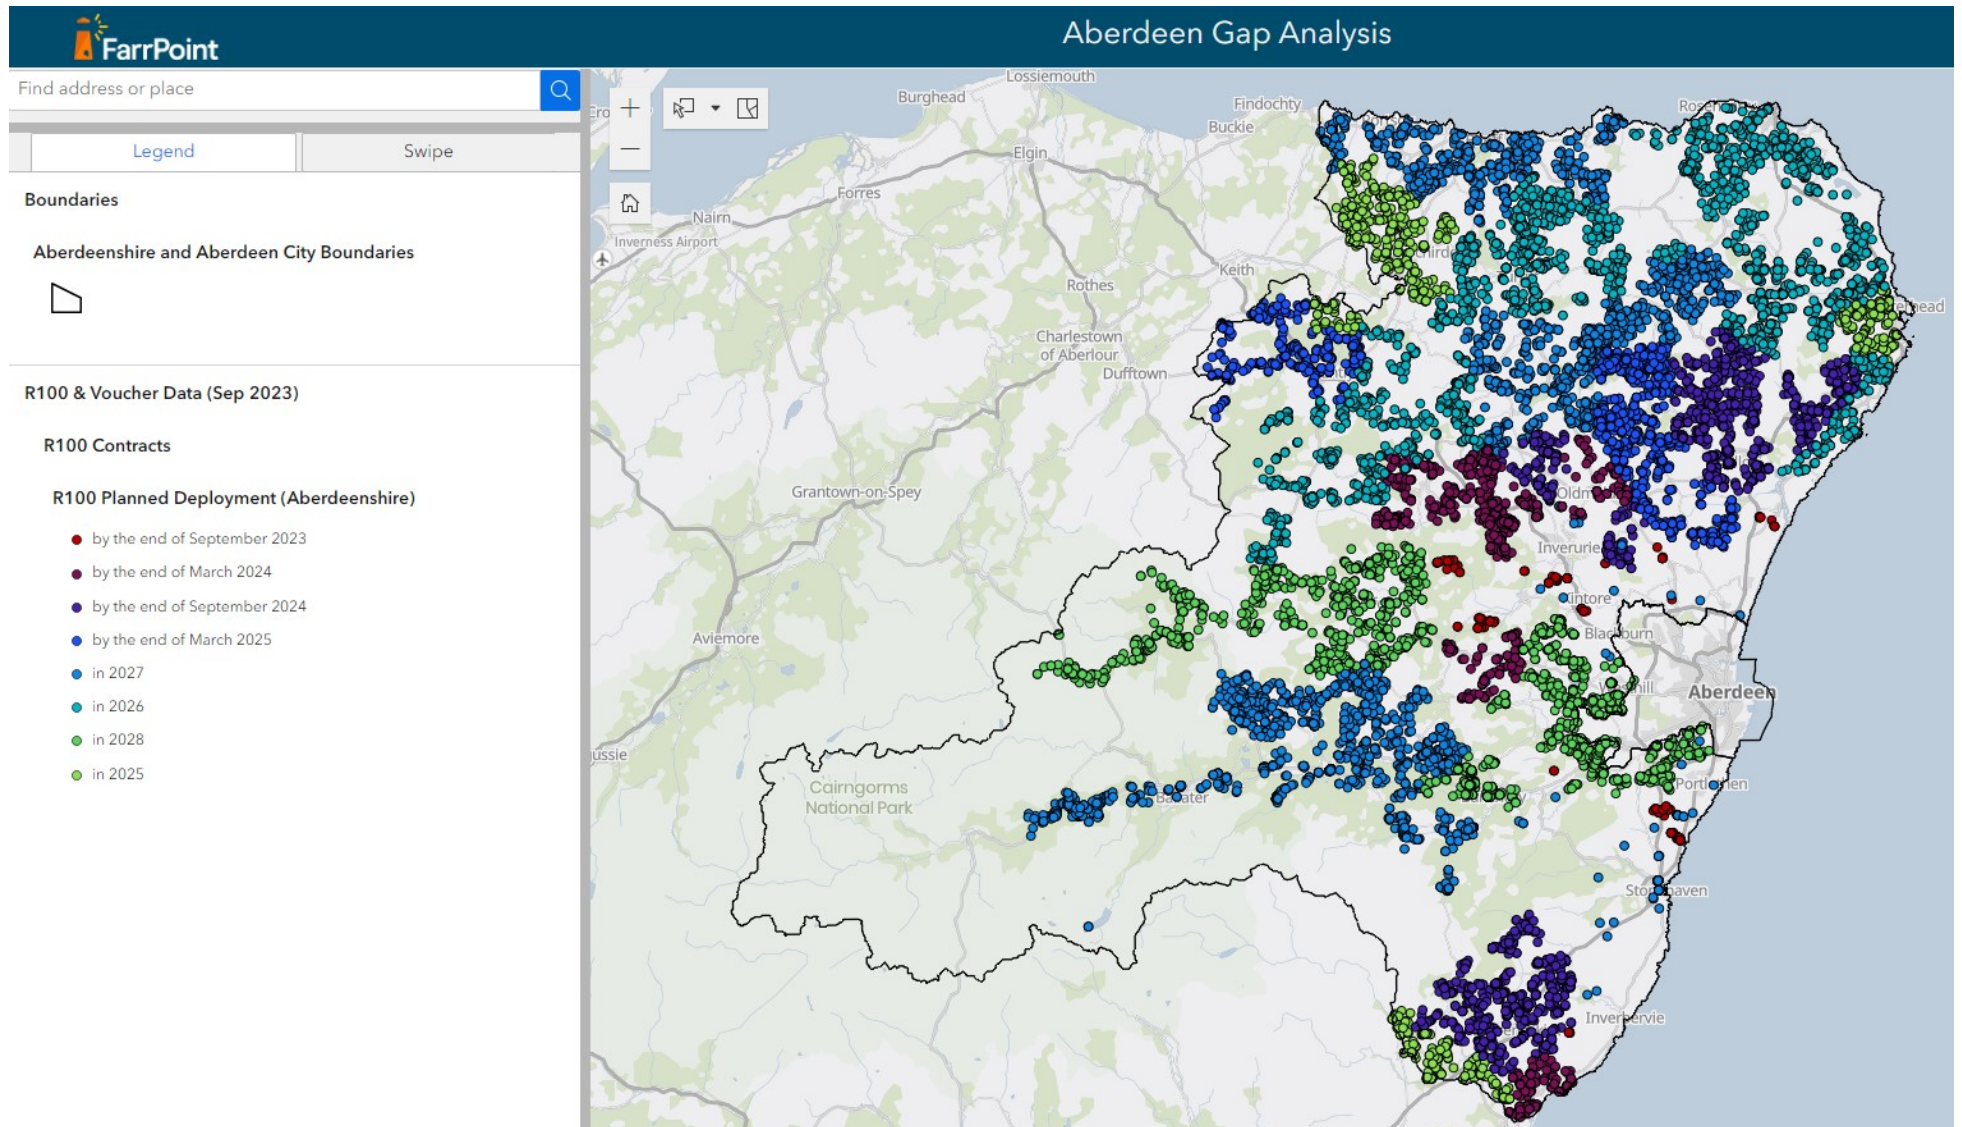 FarrPoint
Aberdeen Gap Analysis
Find address or place
Legend
Swipe
Boundaries
Aberdeenshire and Aberdeen City Boundaries
R100 & Voucher Data (Sep 2023)
R100 Contracts
R100 Planned Deployment (Aberdeenshire)
by the end of September 2023
by the end of March 2024
by the end of September 2024
by the end of March 2025
in 2027
in 2026
in 2028
in 2025
Lossiemouth
Burghead
Findochty
Buckie
Elgin
Forres
Nairn
Inverness Airport
Keith
Rothes
Charlestown
of Aberlour
Dufftown
Grantown-on-Spey
Inverurie
Aviemore
Aberdeen
Cairngorms
National Park